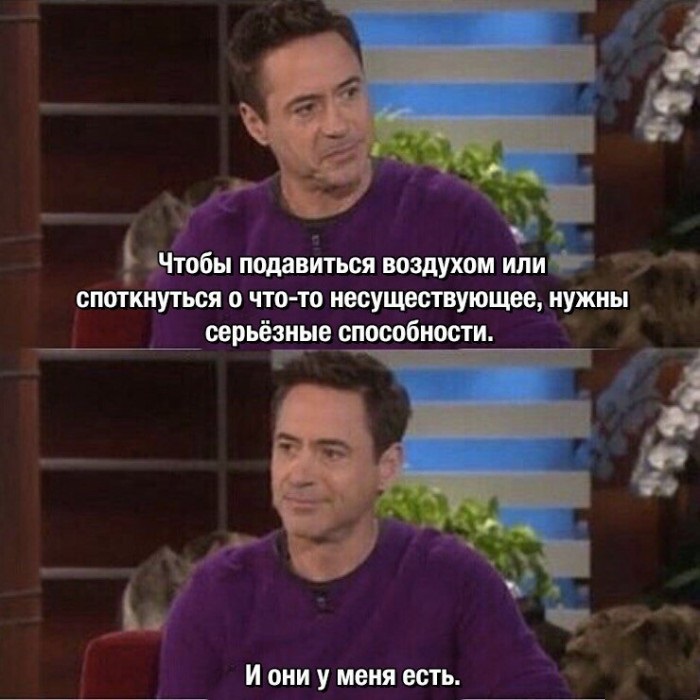 Чтобы подавиться воздухом или
споткнуться о что-то несуществующее, нужны
серьёзные способности.
И они у меня есть.